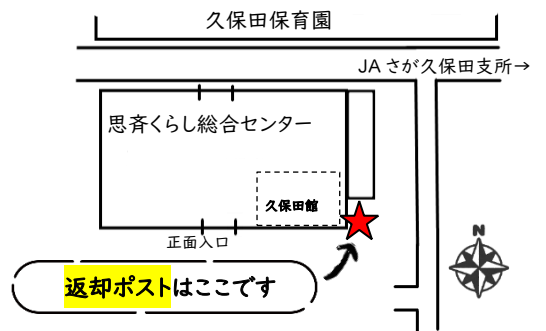 久保田保育園
JAさが久保田支所→
思斉くらし総合センター
久保田館
正面入口
N
返却ポストはここです